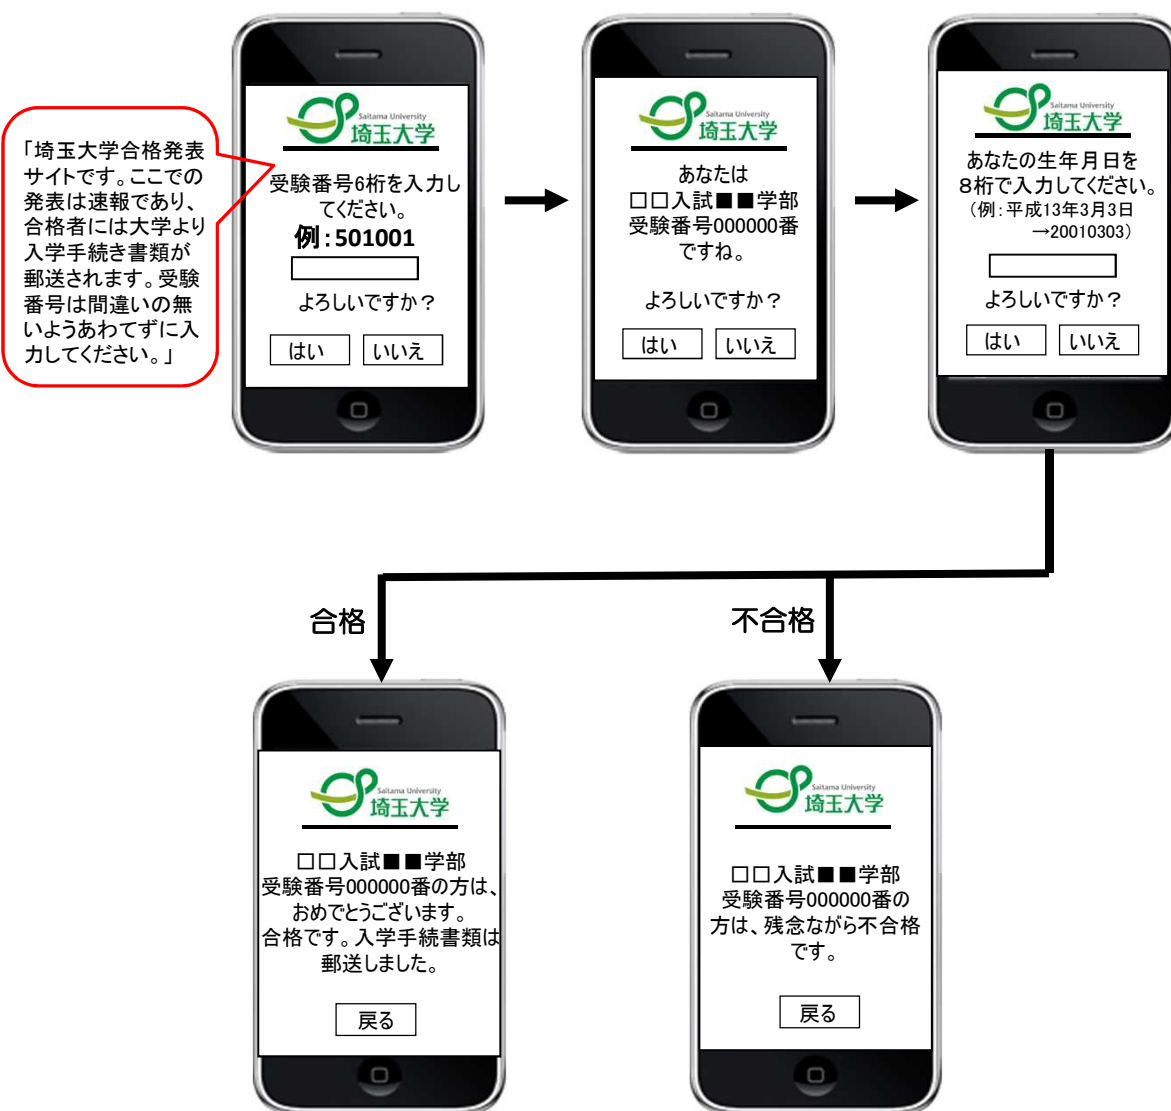 「埼玉大学合格発表
サイトです。ここでの
発表は速報であり、
合格者には大学より
入学手続き書類が
郵送されます。受験
番号は間違いの無
いようあわてずに入
力してください。」
Saitama University
埼玉大学
受験番号6桁を入力し
てください。
例：501001
よろしいですか？
はい
いいえ
Saitama University
埼玉大学
あなたは
□□入試■■学部
受験番号000000番
ですね。
よろしいですか？
はい
いいえ
Saitama University
埼玉大学
あなたの生年月日を
８桁で入力してください。
（例：平成13年3月3日
→20010303）
よろしいですか？
はい
いいえ
合格
不合格
Saitama University
埼玉大学
□□入試■■学部
受験番号000000番の方は、
おめでとうございます。
合格です。入学手続書類は
郵送しました。
戻る
Saitama University
埼玉大学
□□入試■■学部
受験番号000000番の
方は、残念ながら不合格
です。
戻る